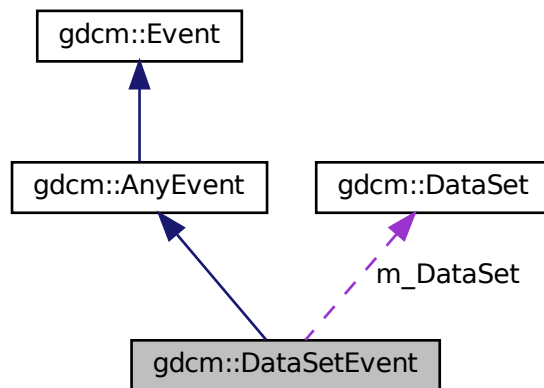 gdcm::Event
gdcm::AnyEvent
gdcm::DataSet
m_DataSet
gdcm::DataSetEvent